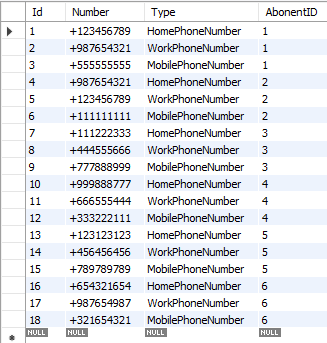 Id Number Type AbonentID
1 +123456789 HomePhoneNumber 1
2 +987654321 WorkPhoneNumber 1
3 +555555555 MobilePhoneNumber 1
4 +987654321 HomePhoneNumber 2
5 +123456789 WorkPhoneNumber 2
6 +111111111 MobilePhoneNumber 2
7 +111222333 HomePhoneNumber 3
8 +444555666 WorkPhoneNumber 3
9 +777888999 MobilePhoneNumber 3
10 +999888777 HomePhoneNumber 4
11 +666555444 WorkPhoneNumber 4
12 +333222111 MobilePhoneNumber 4
13 +123123123 HomePhoneNumber 5
14 +456456456 WorkPhoneNumber 5
15 +789789789 MobilePhoneNumber 5
16 +654321654 HomePhoneNumber 6
17 +987654987 WorkPhoneNumber 6
18 +321654321 MobilePhoneNumber 6
NULL NULL NULL NULL